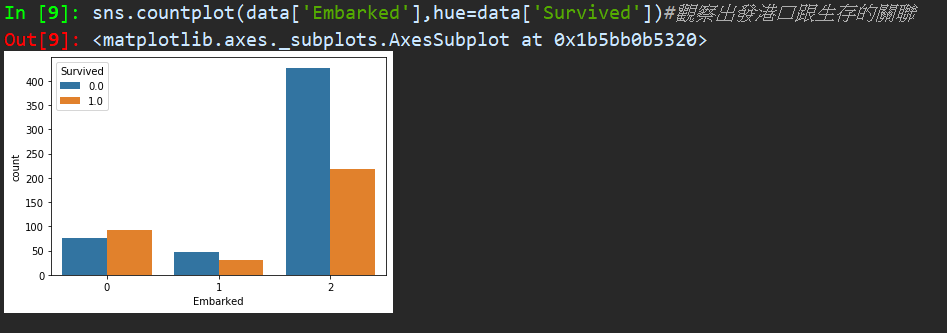 In [9]: sns.countplot(data['Embarked'],hue=data['Survived'])#觀察出發港口跟生存的關聯
Out[9]: <matplotlib.axes._subplots.AxesSubplot at 0x1b5bb0b5320>
Survived
0.0
1.0
400
350
300
250
200
150
100
50
0
count
0 1 2
Embarked